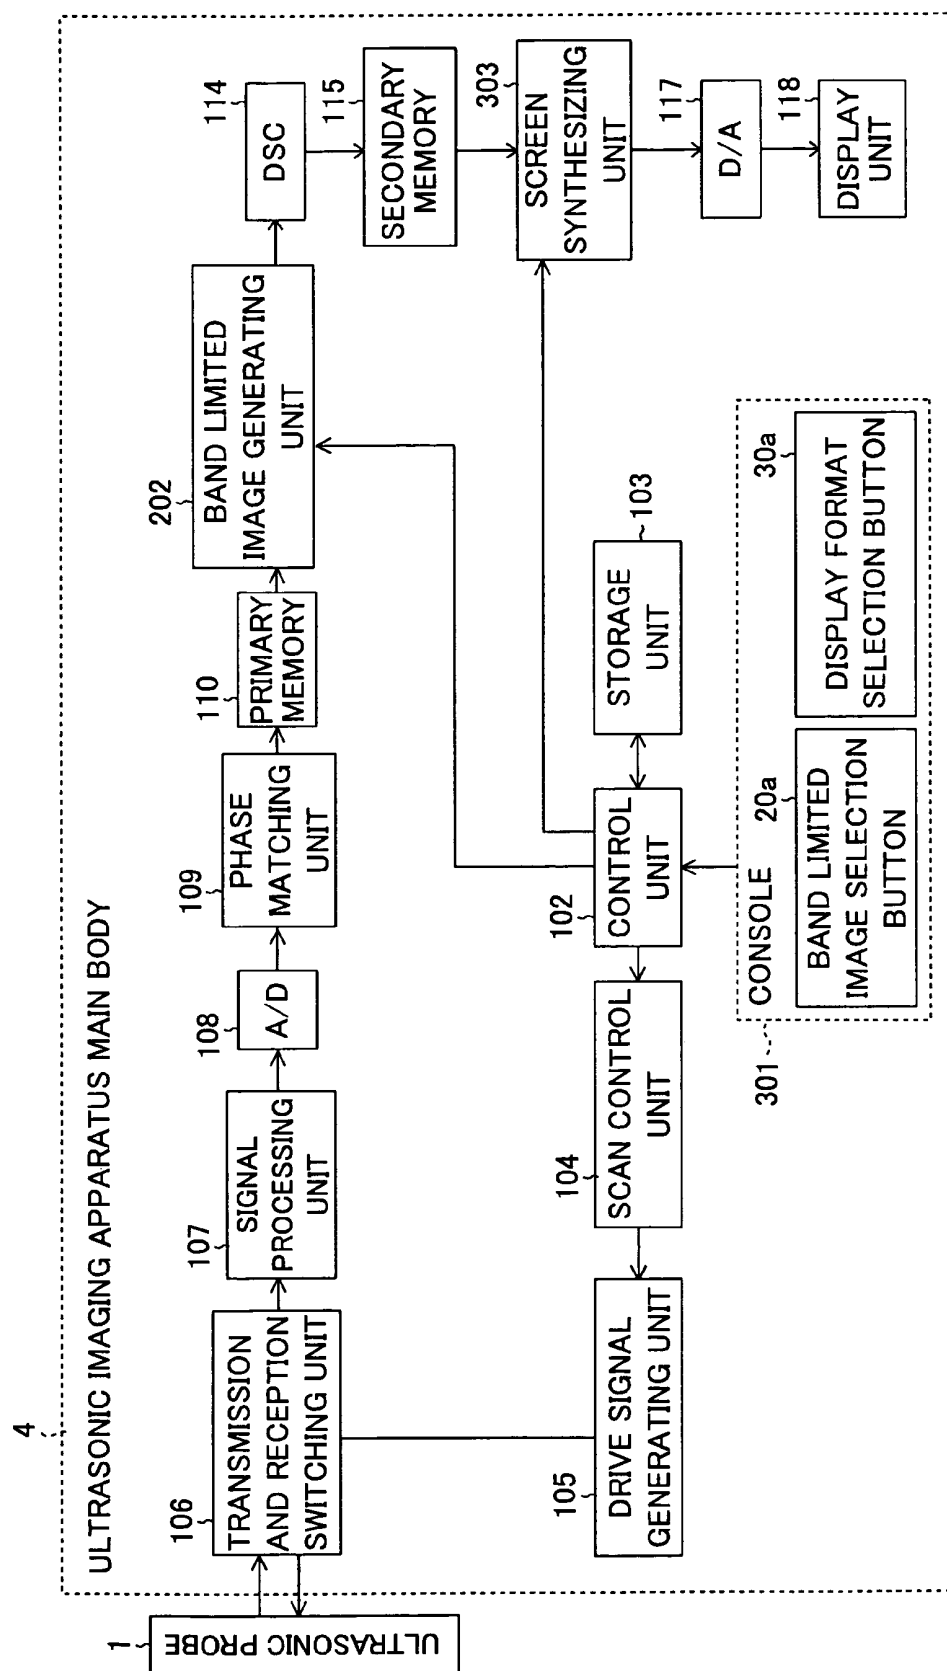 4
ULTRASONIC IMAGING APPARATUS MAIN BODY
1
ULTRASONIC PROBE
106
TRANSMISSION
AND RECEPTION
SWITCHING UNIT
107
SIGNAL
PROCESSING
UNIT
108
A/D
109
PHASE
MATCHING
UNIT
110
PRIMARY
MEMORY
202
BAND LIMITED
IMAGE GENERATING
UNIT
114
DSC
115
SECONDARY
MEMORY
303
SCREEN
SYNTHESIZING
UNIT
117
D/A
118
DISPLAY
UNIT
105
DRIVE SIGNAL
GENERATING UNIT
104
SCAN CONTROL
UNIT
102
CONTROL
UNIT
103
STORAGE
UNIT
301
CONSOLE
20a
BAND LIMITED
IMAGE SELECTION
BUTTON
30a
DISPLAY FORMAT
SELECTION BUTTON